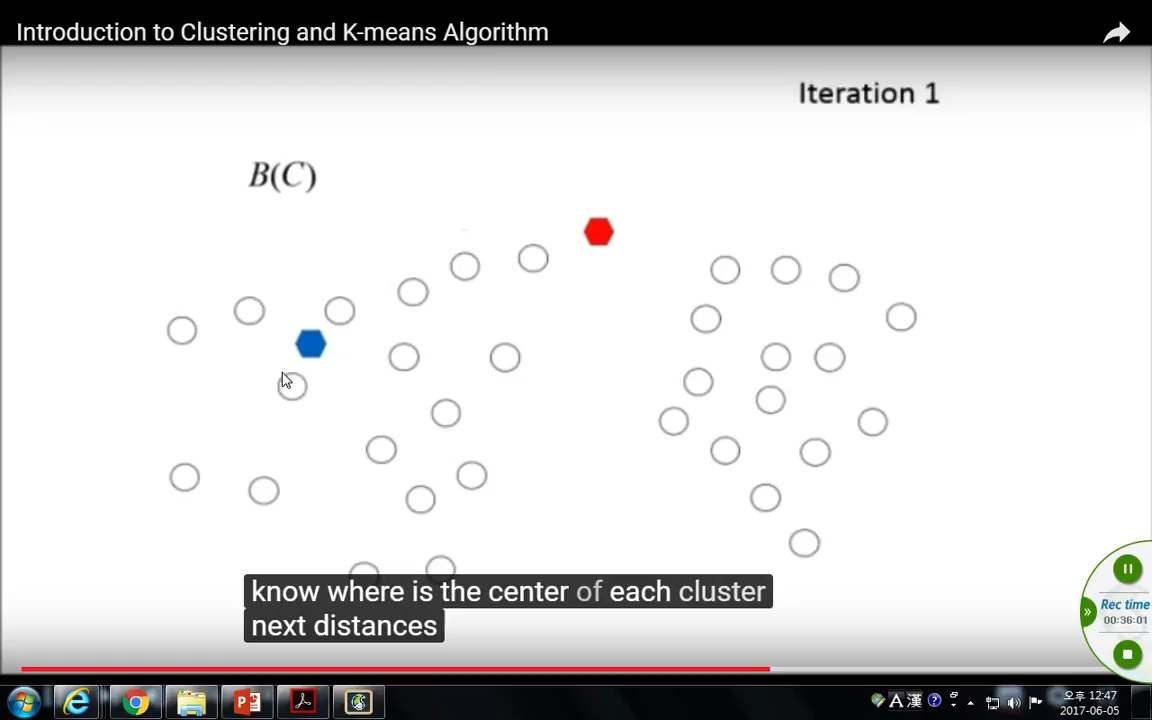 Introduction to Clustering and K-means Algorithm
Iteration 1
B(C)
know where is the center of each cluster
next distances
Rec time
00:36:01
A 漢
오후 12:47
2017-06-05